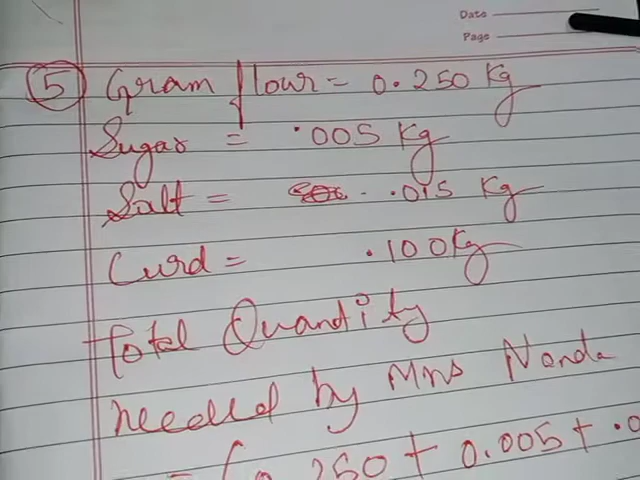 Date
Page
5 Gram flour = 0.250 Kg
Sugar = .005 Kg
Salt = .015 Kg
Curd = .100 Kg
Total Quantity
needed by Mrs Nanda
= (0.250 + 0.005 + .0